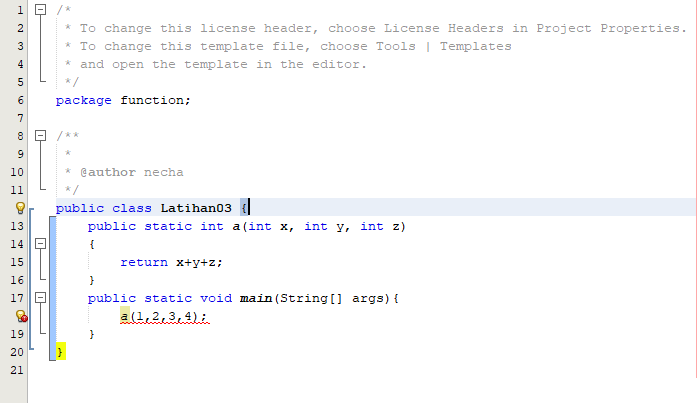 1 /*
2 * To change this license header, choose License Headers in Project Properties.
3 * To change this template file, choose Tools | Templates
4 * and open the template in the editor.
5 */
6 package function;
7
8 /**
9 *
10 * @author necha
11 */
public class Latihan03 {
13 public static int a(int x, int y, int z)
14 {
15 return x+y+z;
16 }
17 public static void main(String[] args){
a(1,2,3,4);
19 }
20 }
21